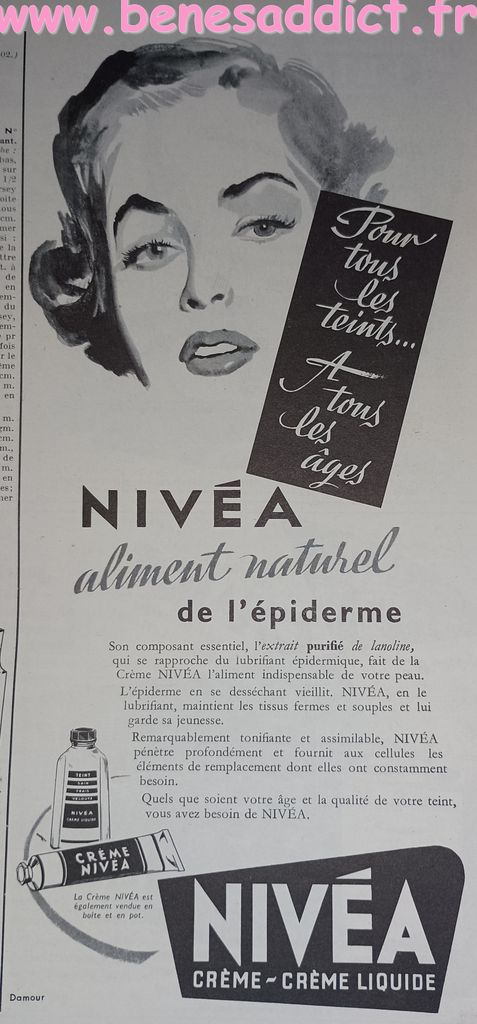 www.benesaddict.fr
Pour
tous
les
teints...
A
tous
les
âges
NIVÉA
aliment naturel
de l'épiderme
Son composant essentiel, l'extrait purifié de lanoline,
qui se rapproche du lubrifiant épidermique, fait de la
Crème NIVÉA l'aliment indispensable de votre peau.
L'épiderme en se desséchant vieillit. NIVÉA, en le
lubrifiant, maintient les tissus fermes et souples et lui
garde sa jeunesse.
Remarquablement tonifiante et assimilable, NIVÉA
pénètre profondément et fournit aux cellules les
éléments de remplacement dont elles ont constamment
besoin.
Quels que soient votre âge et la qualité de votre teint,
vous avez besoin de NIVÉA.
TEINT
SAIN
FRAIS
VELOUTÉ
NIVÉA
CRÈME LIQUIDE
CRÈME
NIVÉA
La Crème NIVÉA est
également vendue en
boîte et en pot.
NIVÉA
CRÈME - CRÈME LIQUIDE
Damour